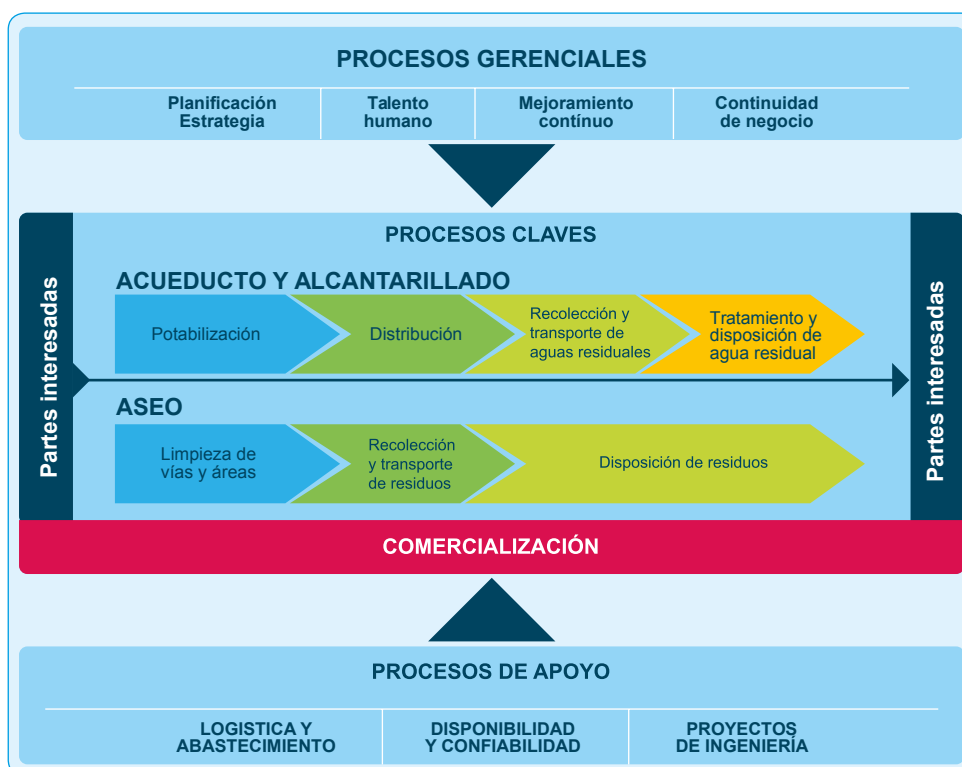 PROCESOS GERENCIALES
Planificación
Estrategia
Talento
humano
Mejoramiento
contínuo
Continuidad
de negocio
Partes interesadas
PROCESOS CLAVES
ACUEDUCTO Y ALCANTARILLADO
Potabilización
Distribución
Recolección y
transporte de
aguas residuales
Tratamiento y
disposición de
agua residual
ASEO
Limpieza de
vías y áreas
Recolección
y transporte
de residuos
Disposición de residuos
Partes interesadas
COMERCIALIZACIÓN
PROCESOS DE APOYO
LOGISTICA Y
ABASTECIMIENTO
DISPONIBILIDAD
Y CONFIABILIDAD
PROYECTOS
DE INGENIERÍA